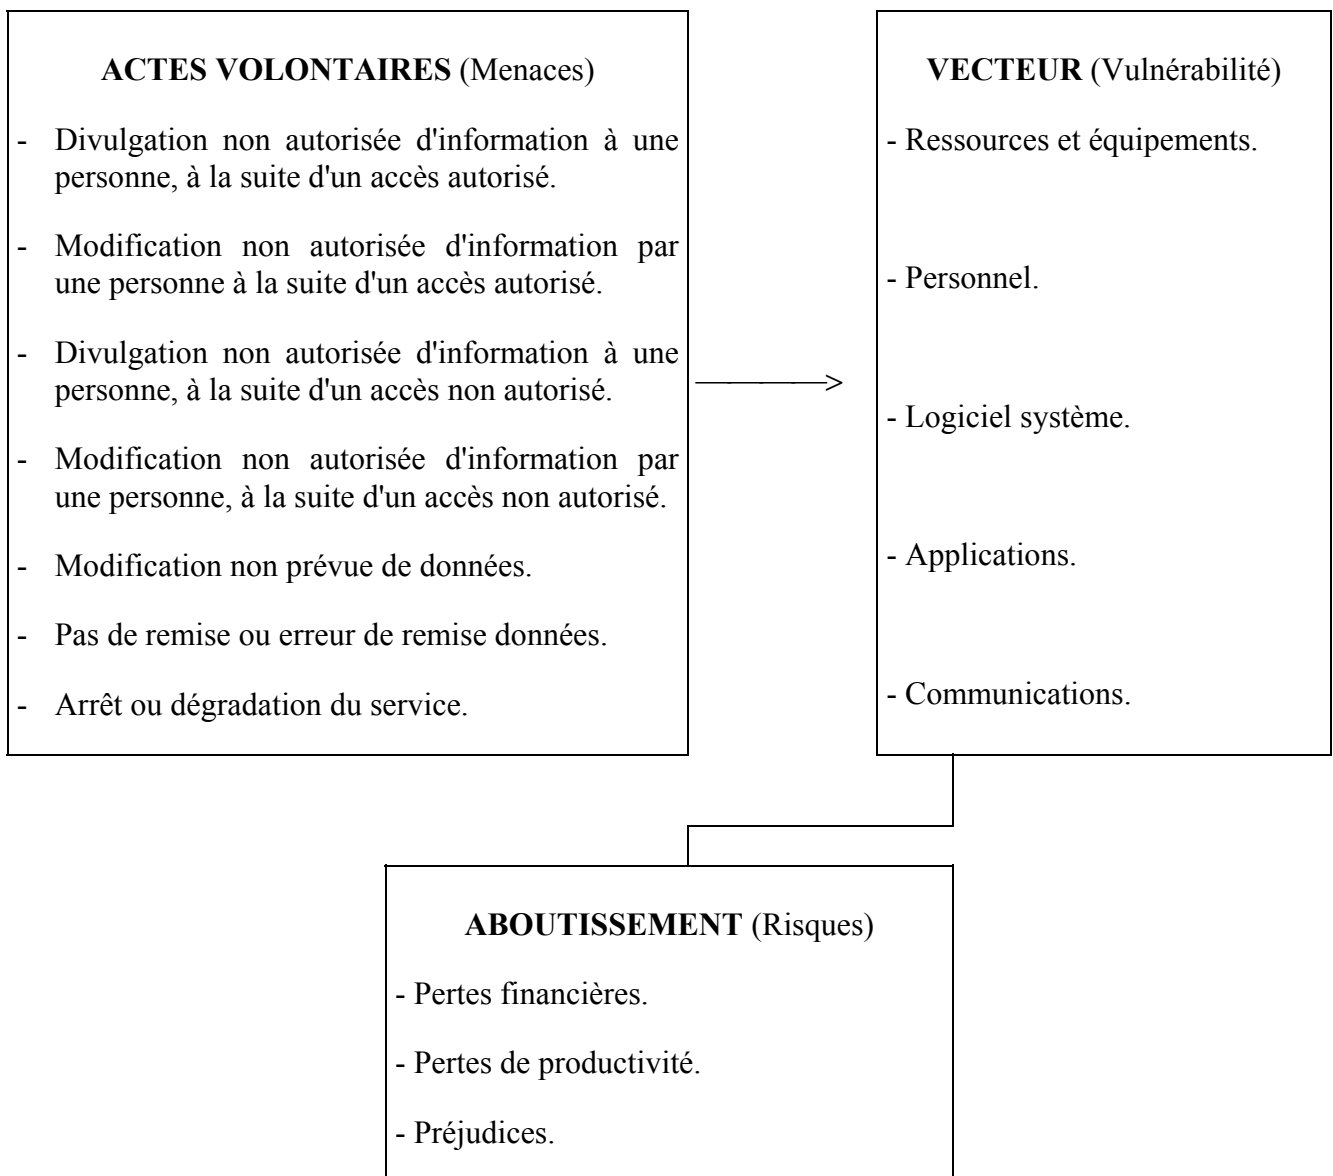 ACTES VOLONTAIRES (Menaces)
- Divulgation non autorisée d'information à une
personne, à la suite d'un accès autorisé.
- Modification non autorisée d'information par
une personne à la suite d'un accès autorisé.
- Divulgation non autorisée d'information à une
personne, à la suite d'un accès non autorisé.
- Modification non autorisée d'information par
une personne, à la suite d'un accès non autorisé.
- Modification non prévue de données.
- Pas de remise ou erreur de remise données.
- Arrêt ou dégradation du service.
VECTEUR (Vulnérabilité)
- Ressources et équipements.
- Personnel.
- Logiciel système.
- Applications.
- Communications.
ABOUTISSEMENT (Risques)
- Pertes financières.
- Pertes de productivité.
- Préjudices.